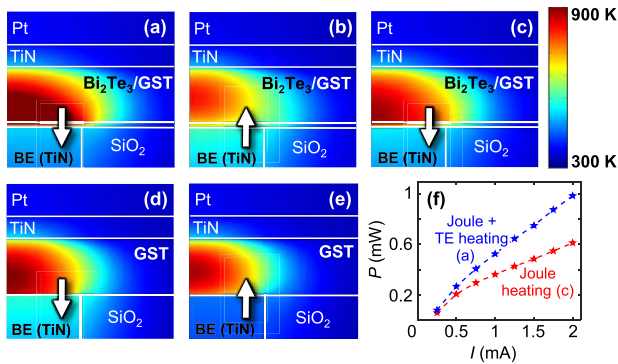 Pt (a)
TiN
Bi₂Te₃/GST
BE (TiN) SiO₂
Pt (b)
TiN
Bi₂Te₃/GST
BE (TiN) SiO₂
Pt (c)
TiN
Bi₂Te₃/GST
BE (TiN) SiO₂
900 K
300 K
Pt (d)
TiN
GST
BE (TiN) SiO₂
Pt (e)
TiN
GST
BE (TiN) SiO₂
(f)
1
0.6
0.2
P (mW)
Joule +
TE heating
(a)
Joule
heating (c)
0 0.5 1 1.5 2
I (mA)